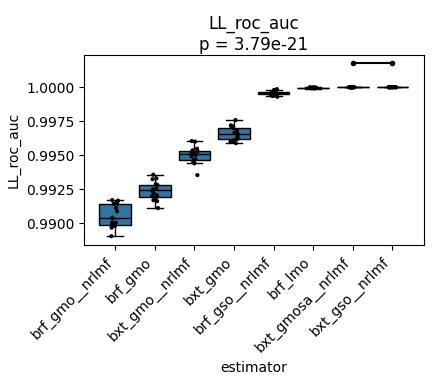 LL_roc_auc
p = 3.79e-21
LL_roc_auc
1.0000
0.9975
0.9950
0.9925
0.9900
brf_gmo__nrlmf
brf_gmo
bxt_gmo__nrlmf
bxt_gmo
brf_gso__nrlmf
brf_lmo
bxt_gmosa__nrlmf
bxt_gso__nrlmf
estimator